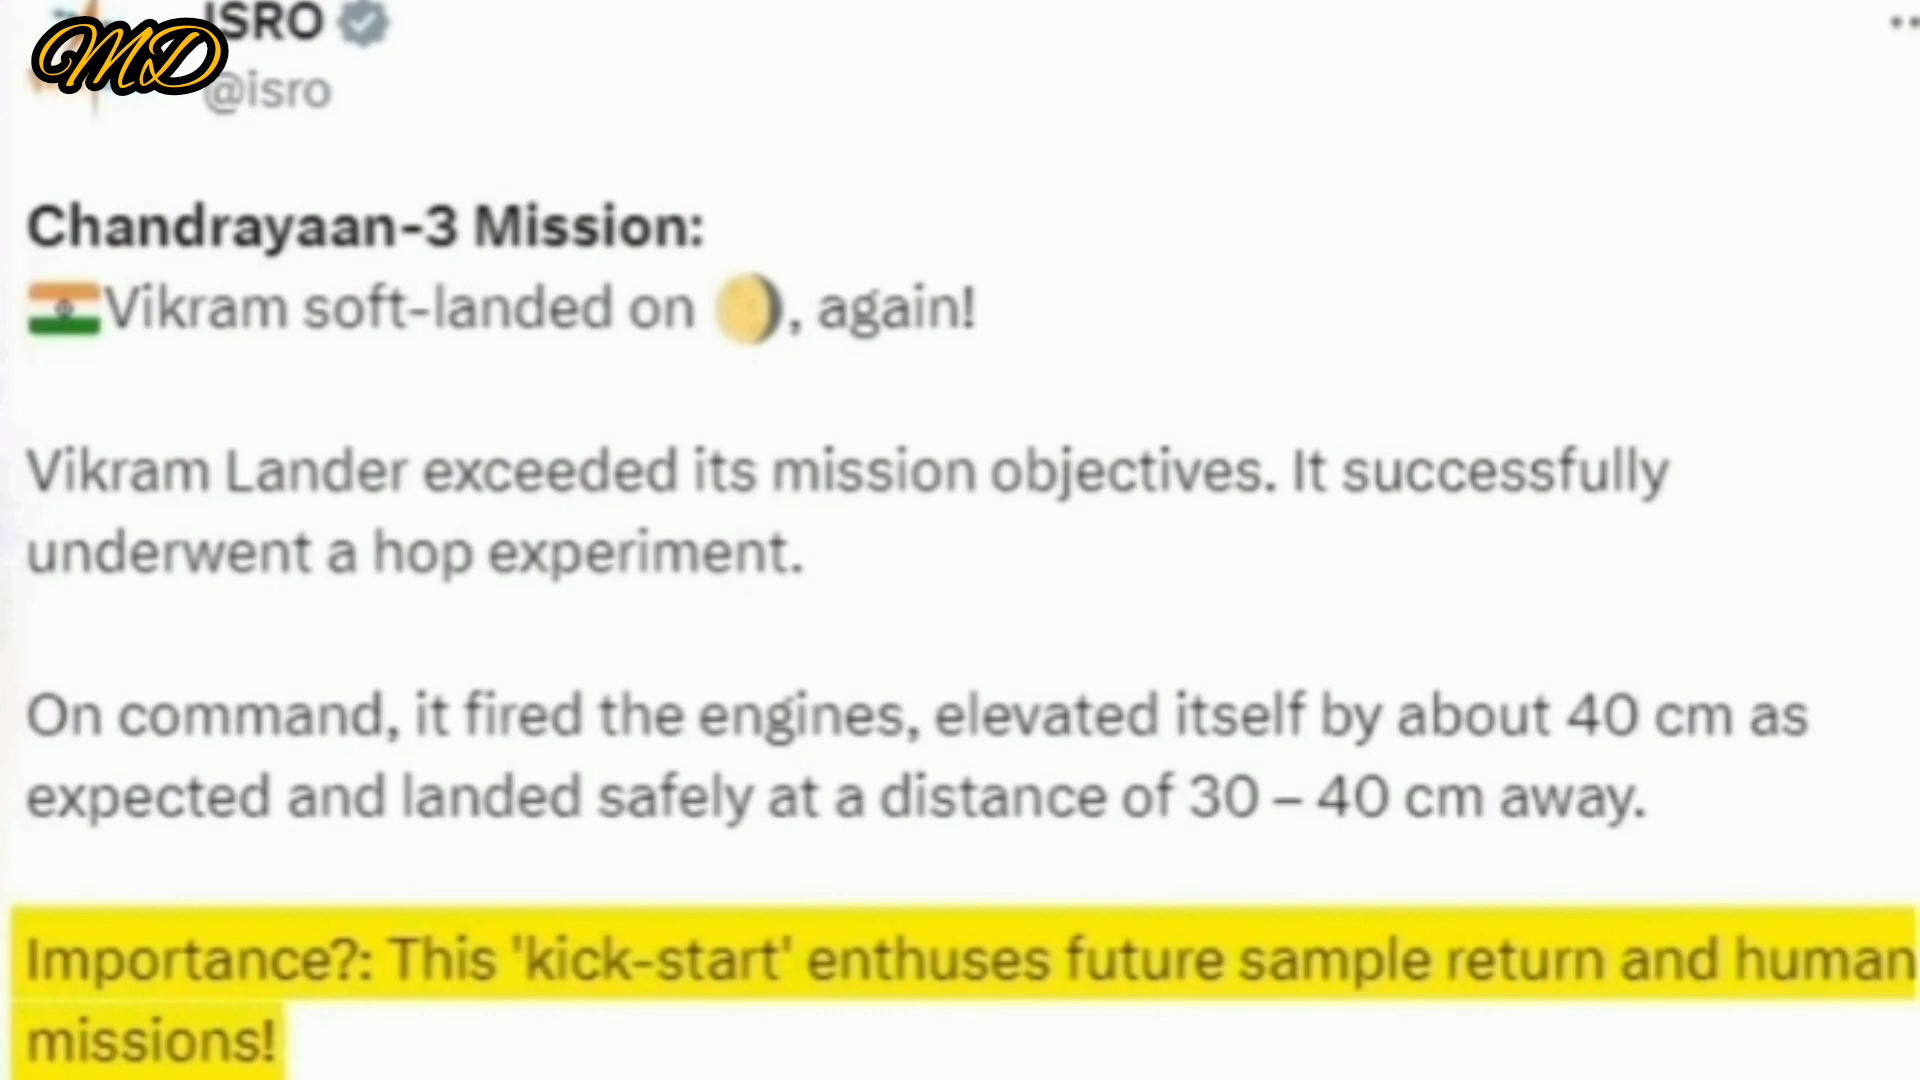 MD
ISRO
@isro
Chandrayaan-3 Mission:
🇮🇳Vikram soft-landed on 🌖, again!
Vikram Lander exceeded its mission objectives. It successfully
underwent a hop experiment.
On command, it fired the engines, elevated itself by about 40 cm as
expected and landed safely at a distance of 30 – 40 cm away.
Importance?: This 'kick-start' enthuses future sample return and human
missions!